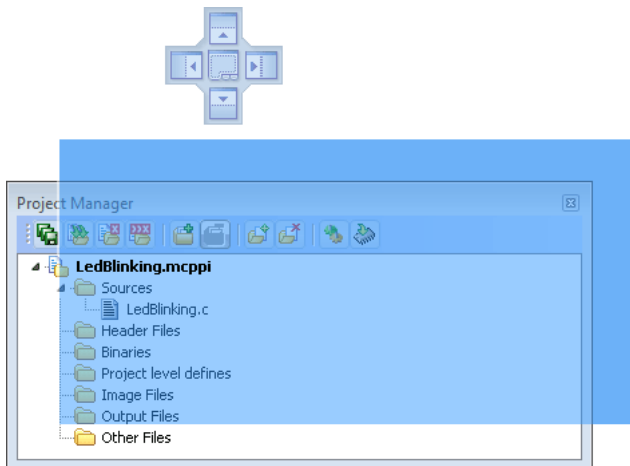 Project Manager
LedBlinking.mcppi
Sources
LedBlinking.c
Header Files
Binaries
Project level defines
Image Files
Output Files
Other Files